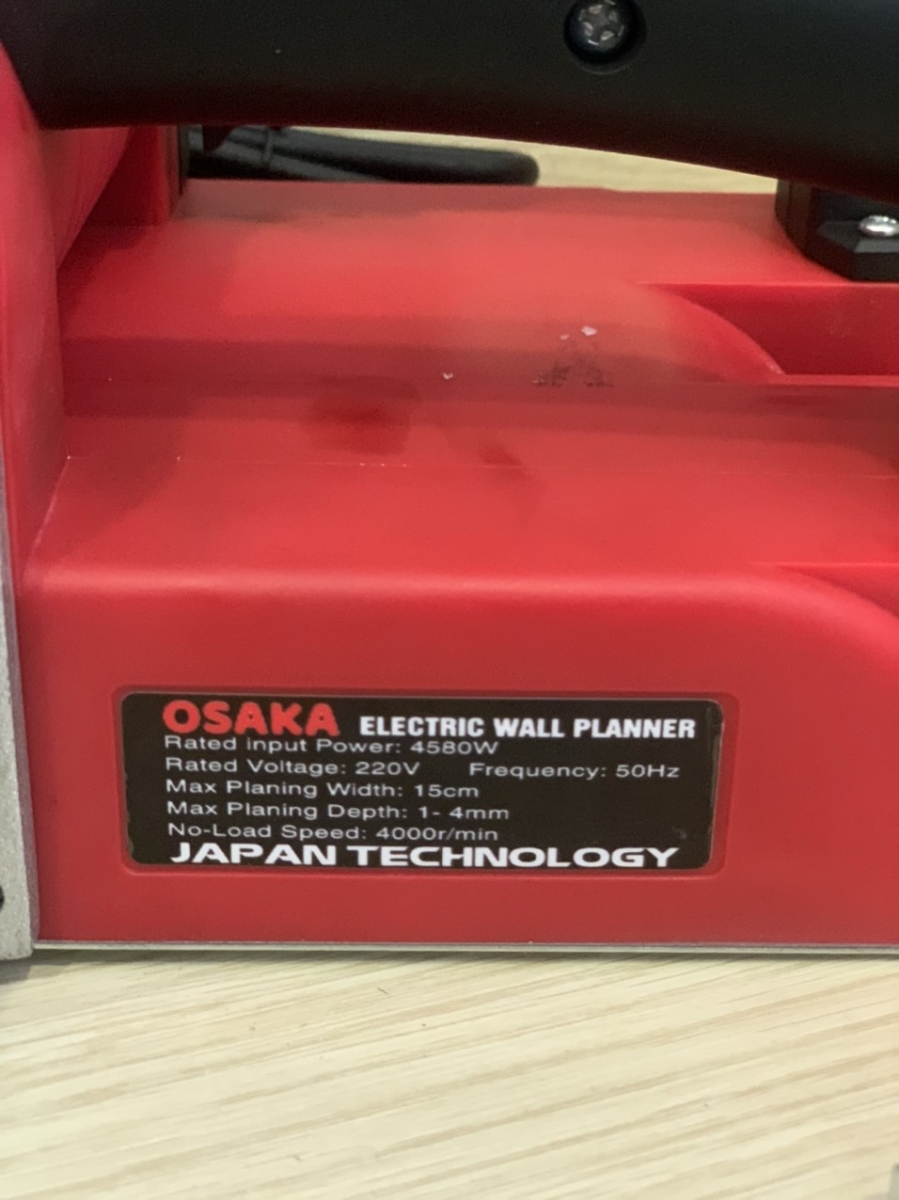 OSAKA ELECTRIC WALL PLANNER
Rated input Power: 4580W
Rated Voltage: 220V Frequency: 50Hz
Max Planing Width: 15cm
Max Planing Depth: 1- 4mm
No-Load Speed: 4000r/min
JAPAN TECHNOLOGY